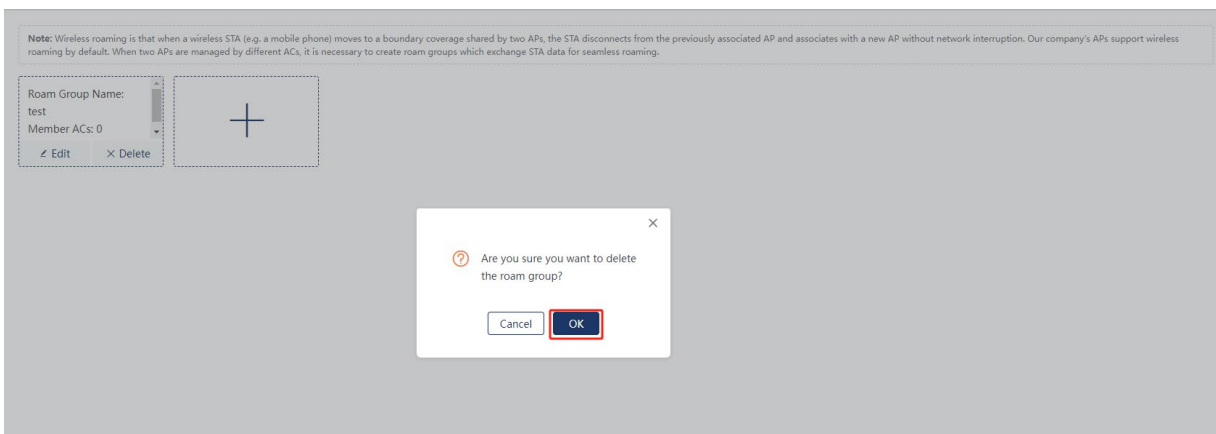 Note: Wireless roaming is that when a wireless STA (e.g. a mobile phone) moves to a boundary coverage shared by two APs, the STA disconnects from the previously associated AP and associates with a new AP without network interruption. Our company's APs support wireless
roaming by default. When two APs are managed by different ACs, it is necessary to create roam groups which exchange STA data for seamless roaming.
Roam Group Name:
test
Member ACs: 0
Edit
Delete
Are you sure you want to delete
the roam group?
Cancel
OK